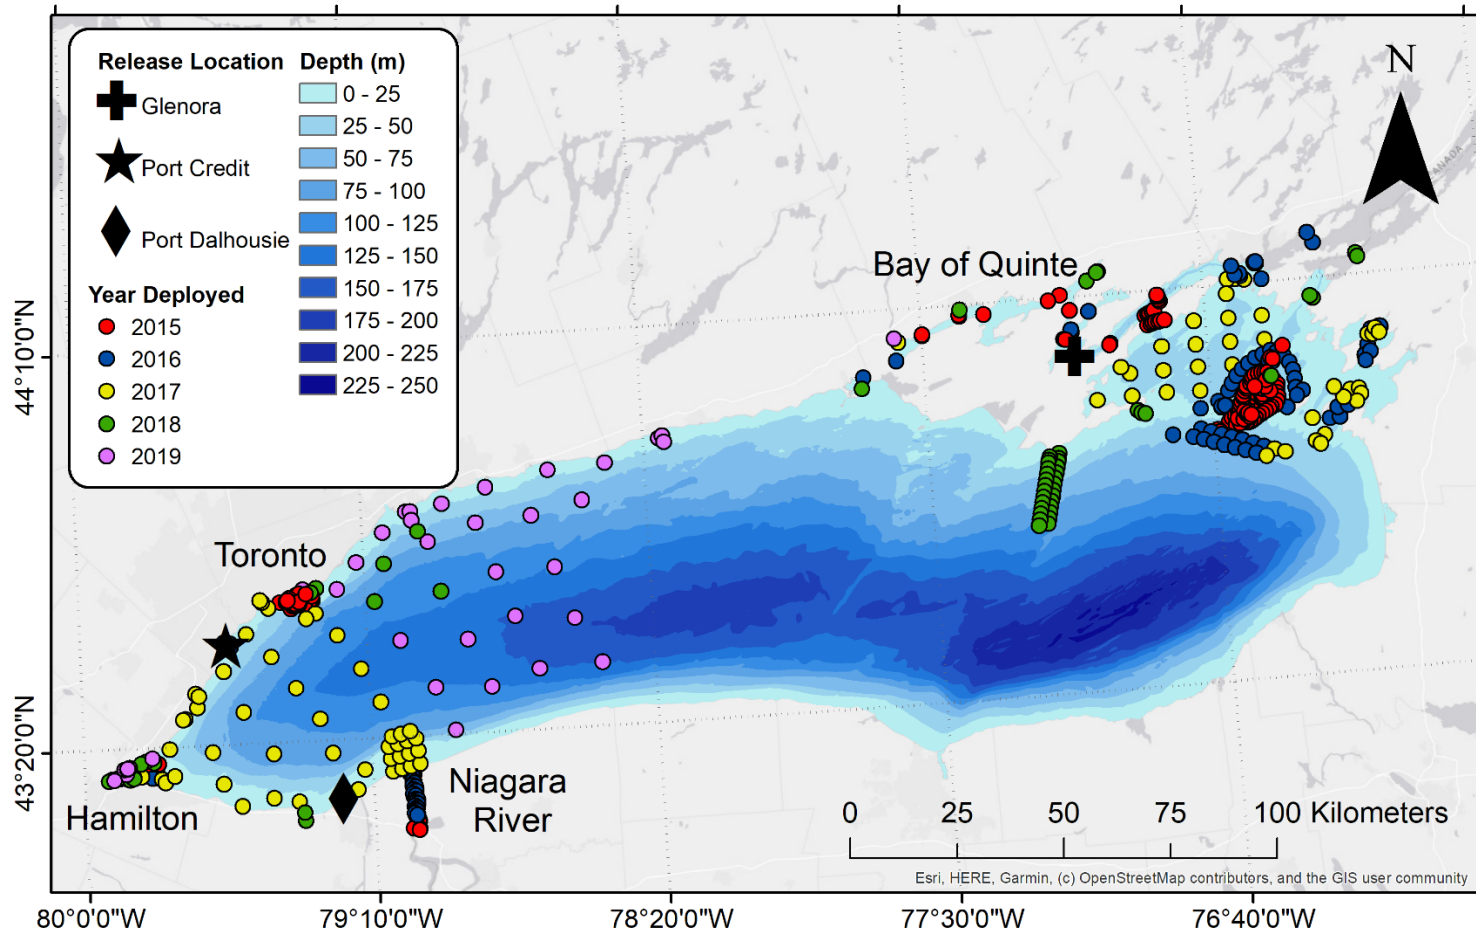 Release Location
Glenora
Port Credit
Port Dalhousie
Year Deployed
2015
2016
2017
2018
2019
Depth (m)
0 - 25
25 - 50
50 - 75
75 - 100
100 - 125
125 - 150
150 - 175
175 - 200
200 - 225
225 - 250
N
CANADA
Bay of Quinte
Toronto
Hamilton
Niagara
River
44°10'0"N
43°20'0"N
0 25 50 75 100 Kilometers
Esri, HERE, Garmin, (c) OpenStreetMap contributors, and the GIS user community
80°0'0"W 79°10'0"W 78°20'0"W 77°30'0"W 76°40'0"W